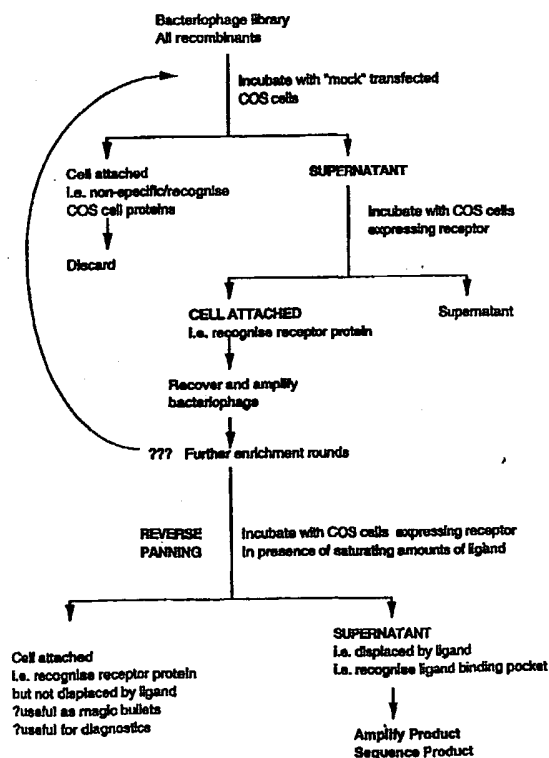 Bacteriophage library
All recombinants
Incubate with "mock" transfected
COS cells
Cell attached
i.e. non-specific/recognise
COS cell proteins
SUPERNATANT
Incubate with COS cells
expressing receptor
Discard
CELL ATTACHED
i.e. recognise receptor protein
Supernatant
Recover and amplify
bacteriophage
??? Further enrichment rounds
REVERSE
PANNING
Incubate with COS cells expressing receptor
in presence of saturating amounts of ligand
Cell attached
i.e. recognise receptor protein
but not displaced by ligand
?useful as magic bullets
?useful for diagnostics
SUPERNATANT
i.e. displaced by ligand
i.e. recognise ligand binding pocket
Amplify Product
Sequence Product